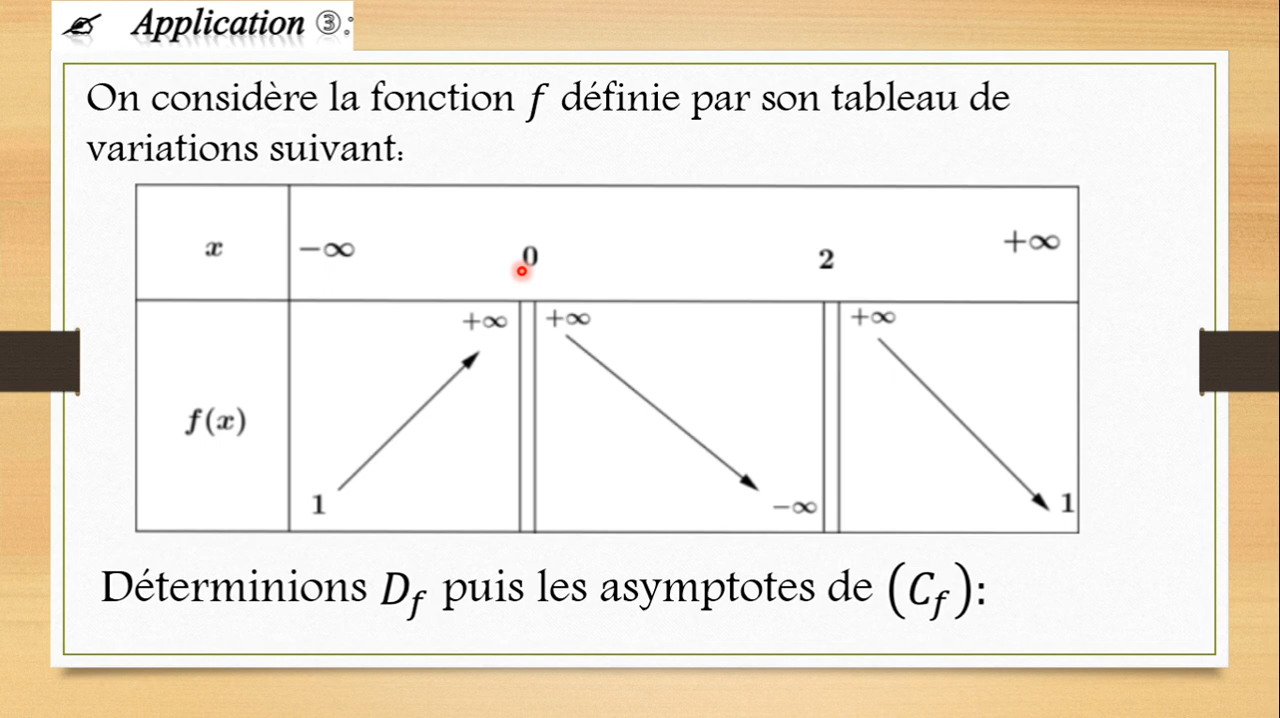 Application ③:
On considère la fonction f définie par son tableau de
variations suivant:
x −∞ 0 2 +∞
+∞ +∞ +∞
f(x)
1 −∞ 1
Déterminions Df puis les asymptotes de (Cf):